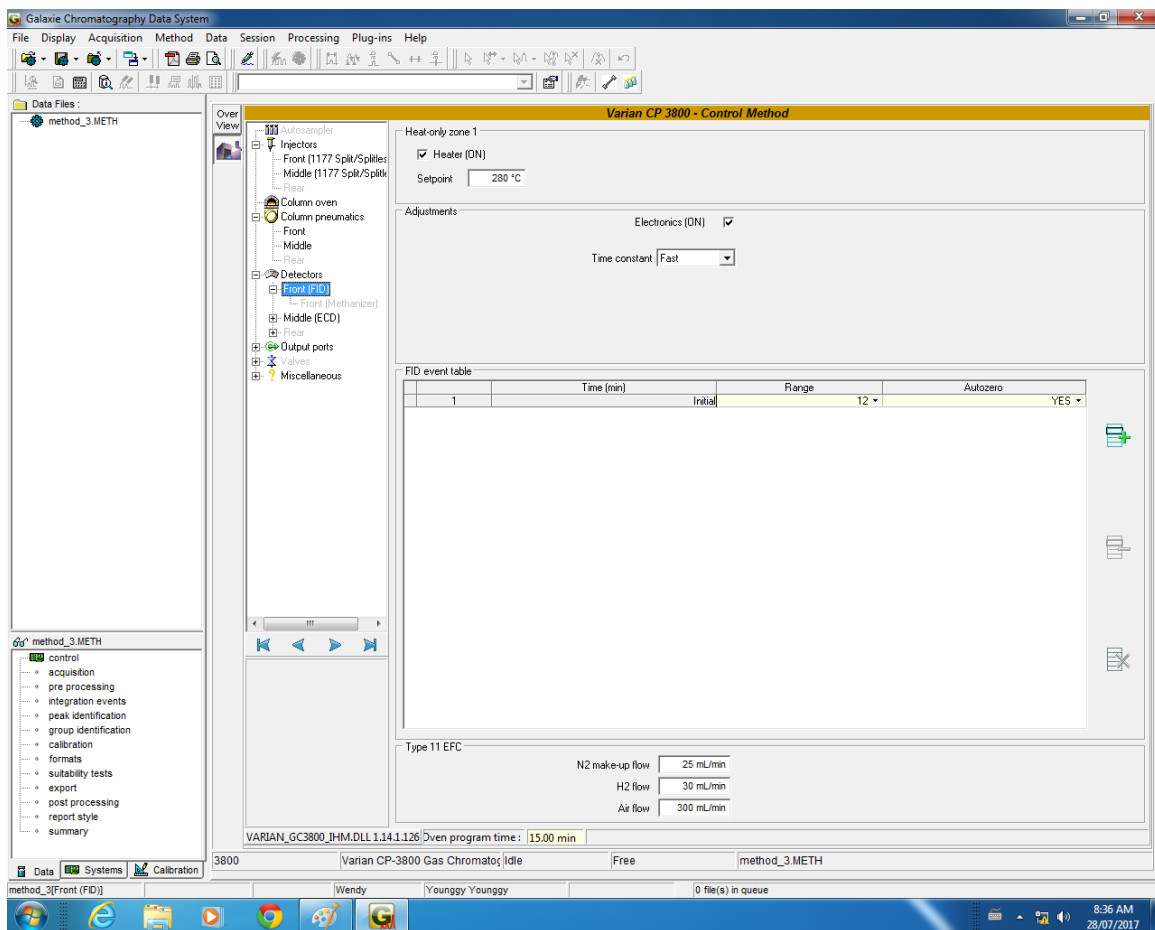 Galaxie Chromatography Data System
File Display Acquisition Method Data Session Processing Plug-ins Help
Data Files :
method_3.METH
Over
View
Varian CP 3800 - Control Method
Autosampler
Injectors
Front (1177 Split/Splitles
Middle (1177 Split/Splitle
Rear
Column oven
Column pneumatics
Front
Middle
Rear
Detectors
Front (FID)
Front (Methanizer)
Middle (ECD)
Rear
Output ports
Valves
Miscellaneous
Heat-only zone 1
Heater (ON)
Setpoint 280 °C
Adjustments
Electronics (ON)
Time constant Fast
FID event table
Time (min) Range Autozero
1 Initial 12 YES
Type 11 EFC
N2 make-up flow 25 mL/min
H2 flow 30 mL/min
Air flow 300 mL/min
method_3.METH
control
acquisition
pre processing
integration events
peak identification
group identification
calibration
formats
suitability tests
export
post processing
report style
summary
Data Systems Calibration
VARIAN_GC3800_IHM.DLL 1.14.1.126 Oven program time : 15.00 min
3800 Varian CP-3800 Gas Chromatog Idle Free method_3.METH
method_3[Front (FID)] Wendy Younggy Younggy 0 file(s) in queue
8:36 AM
28/07/2017